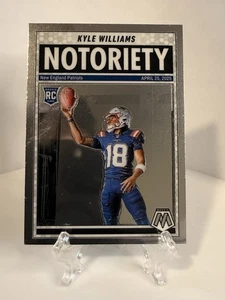 KYLE WILLIAMS
NOTORIETY
New England Patriots APRIL 25, 2025
RC
18
M